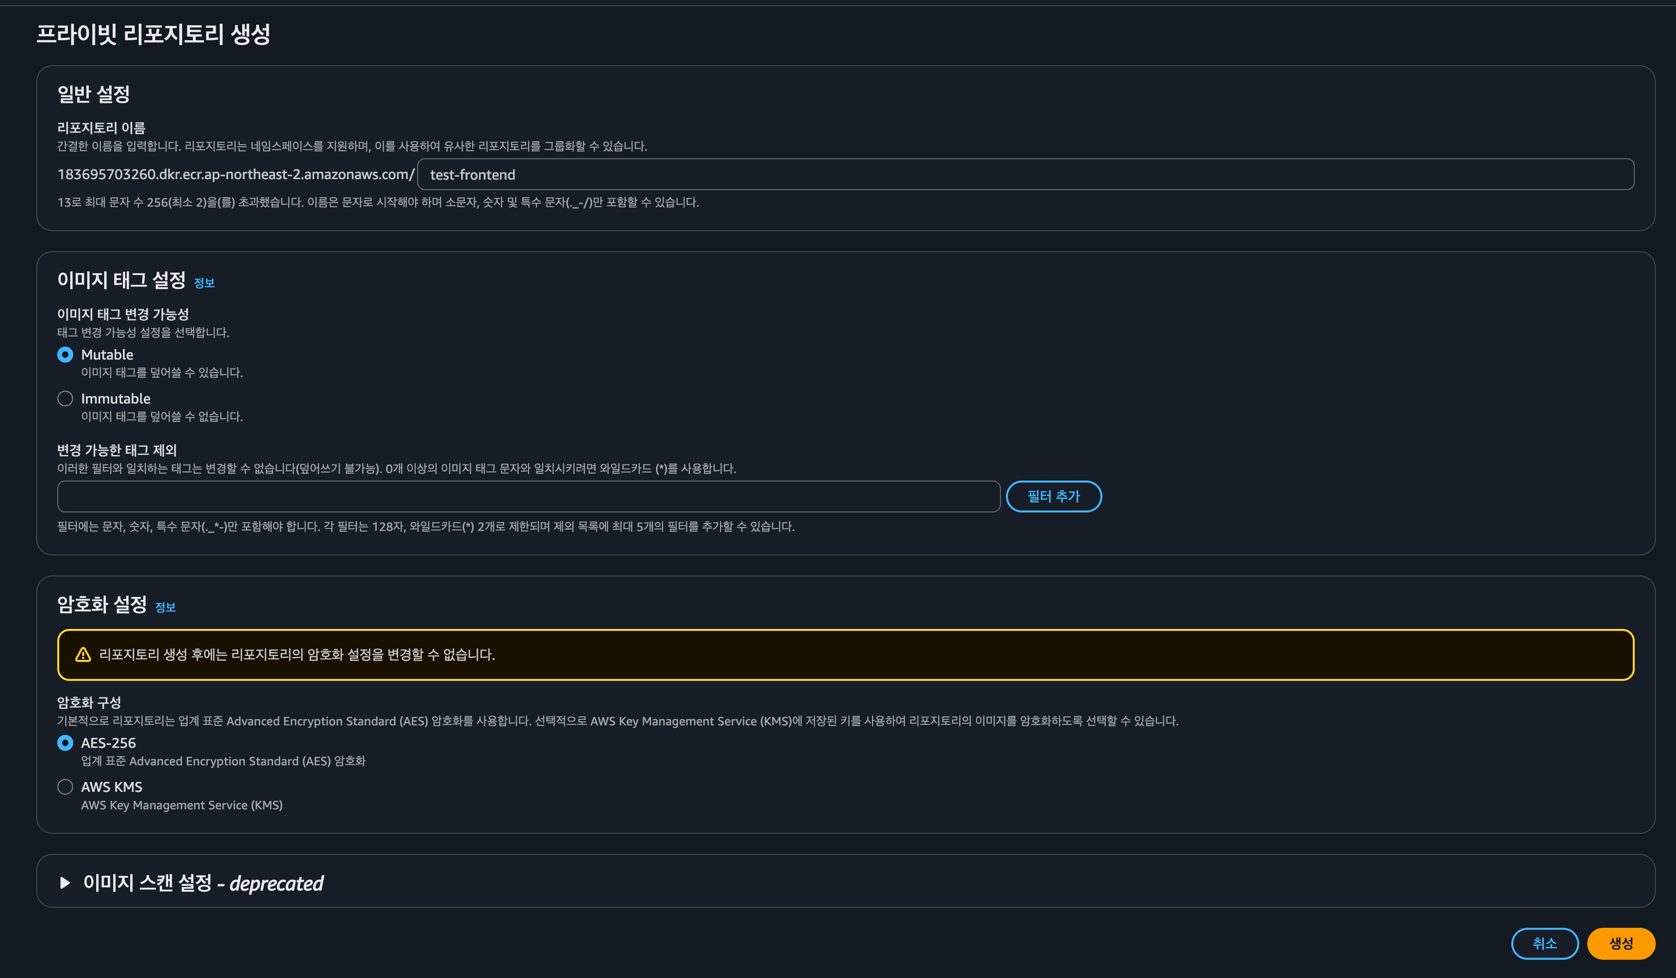 프라이빗 리포지토리 생성
일반 설정
리포지토리 이름
간결한 이름을 입력합니다. 리포지토리는 네임스페이스를 지원하며, 이를 사용하여 유사한 리포지토리를 그룹화할 수 있습니다.
183695703260.dkr.ecr.ap-northeast-2.amazonaws.com/ test-frontend
13로 최대 문자 수 256(최소 2)을(를) 초과했습니다. 이름은 문자로 시작해야 하며 소문자, 숫자 및 특수 문자(._-/)만 포함할 수 있습니다.
이미지 태그 설정 정보
이미지 태그 변경 가능성
태그 변경 가능성 설정을 선택합니다.
Mutable
이미지 태그를 덮어쓸 수 있습니다.
Immutable
이미지 태그를 덮어쓸 수 없습니다.
변경 가능한 태그 제외
이러한 필터와 일치하는 태그는 변경할 수 없습니다(덮어쓰기 불가능). 0개 이상의 이미지 태그 문자와 일치시키려면 와일드카드 (*)를 사용합니다.
필터 추가
필터에는 문자, 숫자, 특수 문자(._*-)만 포함해야 합니다. 각 필터는 128자, 와일드카드(*) 2개로 제한되며 제외 목록에 최대 5개의 필터를 추가할 수 있습니다.
암호화 설정 정보
리포지토리 생성 후에는 리포지토리의 암호화 설정을 변경할 수 없습니다.
암호화 구성
기본적으로 리포지토리는 업계 표준 Advanced Encryption Standard (AES) 암호화를 사용합니다. 선택적으로 AWS Key Management Service (KMS)에 저장된 키를 사용하여 리포지토리의 이미지를 암호화하도록 선택할 수 있습니다.
AES-256
업계 표준 Advanced Encryption Standard (AES) 암호화
AWS KMS
AWS Key Management Service (KMS)
이미지 스캔 설정 - deprecated
취소 생성